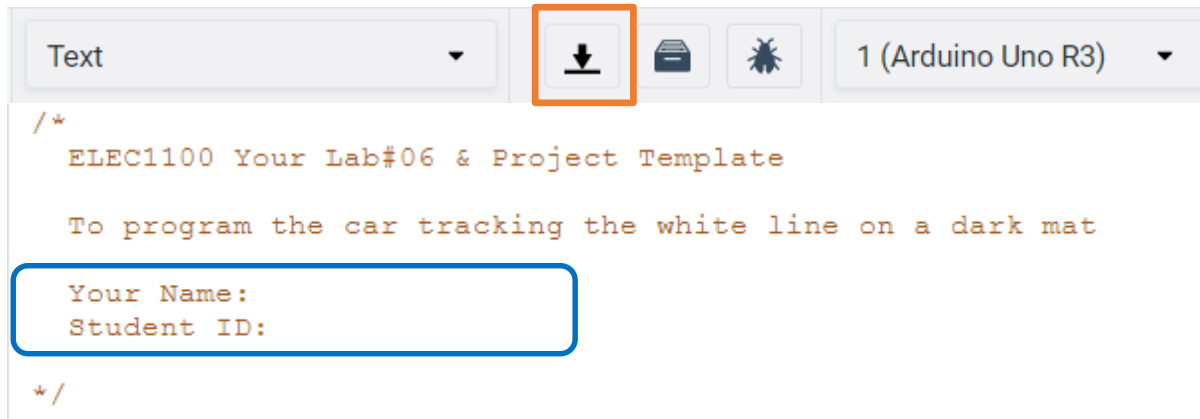 Text 1 (Arduino Uno R3)
/*
ELEC1100 Your Lab#06 & Project Template
To program the car tracking the white line on a dark mat
Your Name:
Student ID:
*/